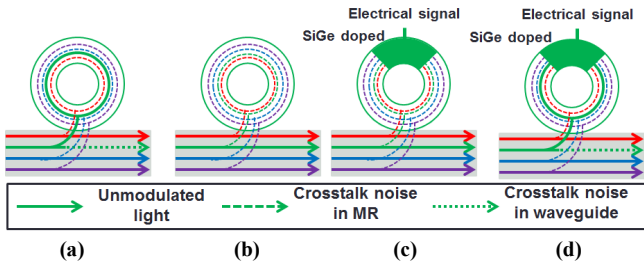 Electrical signal
SiGe doped
Electrical signal
SiGe doped
Unmodulated light
Crosstalk noise in MR
Crosstalk noise in waveguide
(a)
(b)
(c)
(d)